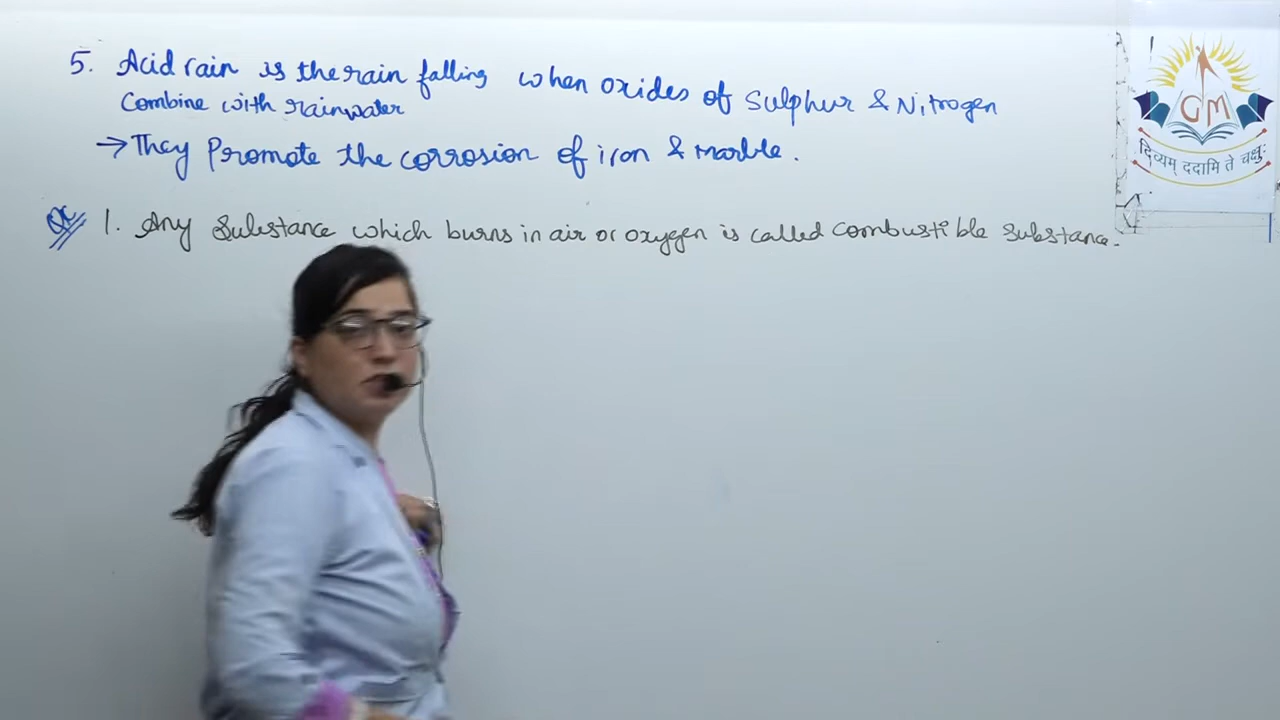 5. Acid rain is the rain falling when oxides of Sulphur & Nitrogen
Combine with rainwater
→ They Promote the corrosion of iron & marble.
1. Any Substance which burns in air or oxygen is called combustible substance.
GM
दिव्यम् ददामि ते चक्षुः